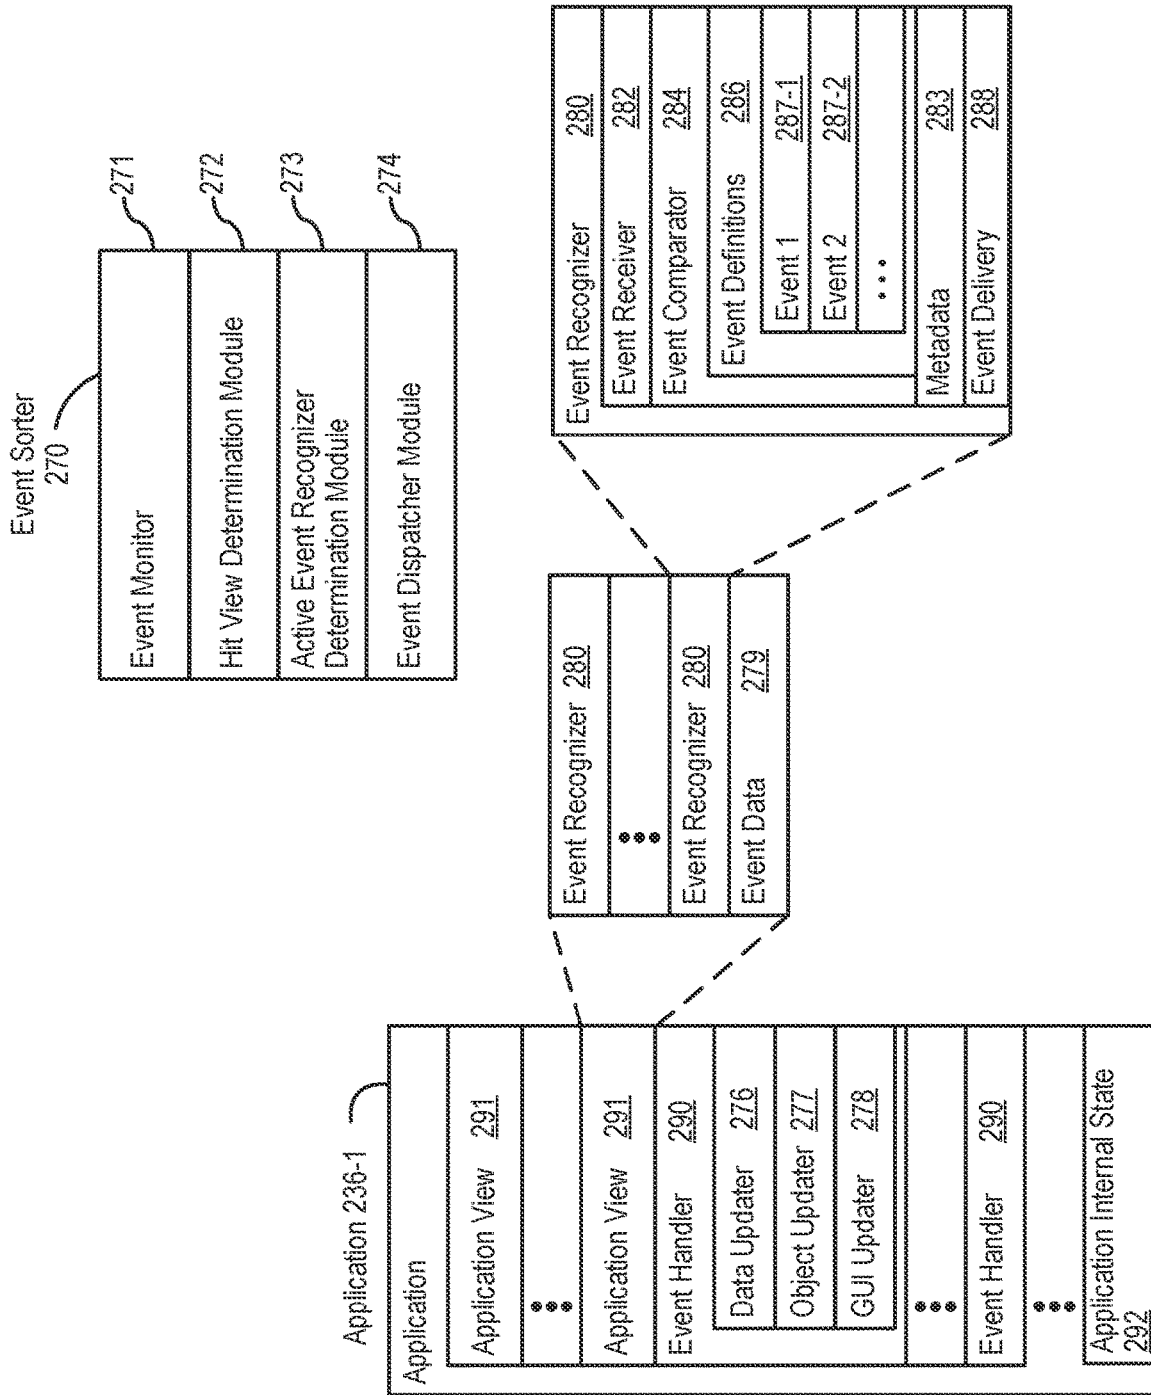 Event Sorter
270
Event Monitor
271
Hit View Determination Module
272
Active Event Recognizer
Determination Module
273
Event Dispatcher Module
274
Application 236-1
Application
Application View 291
Application View 291
Event Handler 290
Data Updater 276
Object Updater 277
GUI Updater 278
Event Handler 290
Application Internal State
292
Event Recognizer 280
Event Recognizer 280
Event Data 279
Event Recognizer 280
Event Receiver 282
Event Comparator 284
Event Definitions 286
Event 1 287-1
Event 2 287-2
Metadata 283
Event Delivery 288